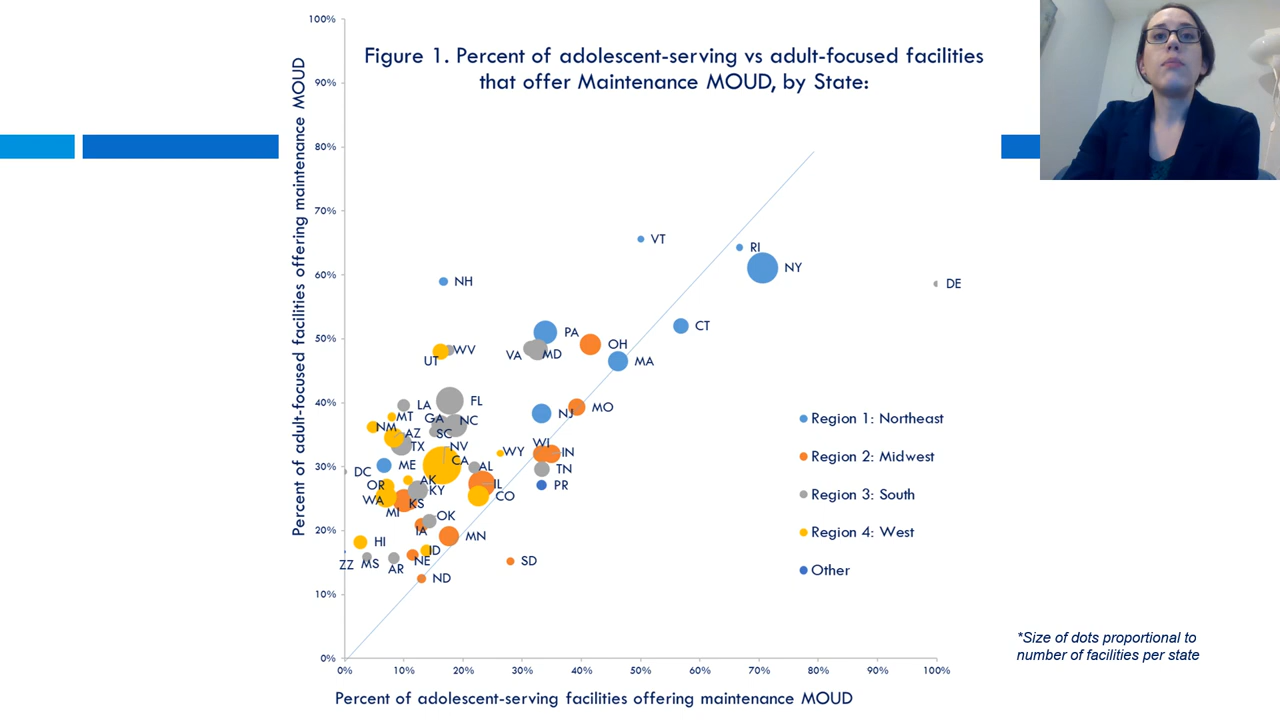 Figure 1. Percent of adolescent-serving vs adult-focused facilities
that offer Maintenance MOUD, by State:
Percent of adult-focused facilities offering maintenance MOUD
100%
90%
80%
70%
60%
50%
40%
30%
20%
10%
0%
VT
RI
NY
NH
DE
CT
PA
OH
VA
MD
MA
UT
WV
LA
FL
MO
MT
GA
NC
NJ
NM
AZ
SC
TX
NV
WY
WI
IN
DC
ME
CA
AL
TN
OR
AK
KY
IL
PR
WA
KS
CO
MI
OK
IA
MN
HI
ID
SD
ZZ
MS
AR
NE
ND
Region 1: Northeast
Region 2: Midwest
Region 3: South
Region 4: West
Other
0%
10%
20%
30%
40%
50%
60%
70%
80%
90%
100%
Percent of adolescent-serving facilities offering maintenance MOUD
*Size of dots proportional to
number of facilities per state